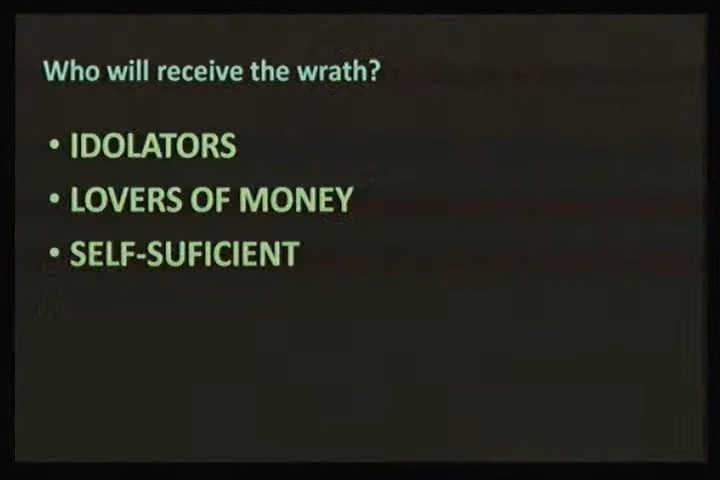 Who will receive the wrath?
• IDOLATORS
• LOVERS OF MONEY
• SELF-SUFICIENT